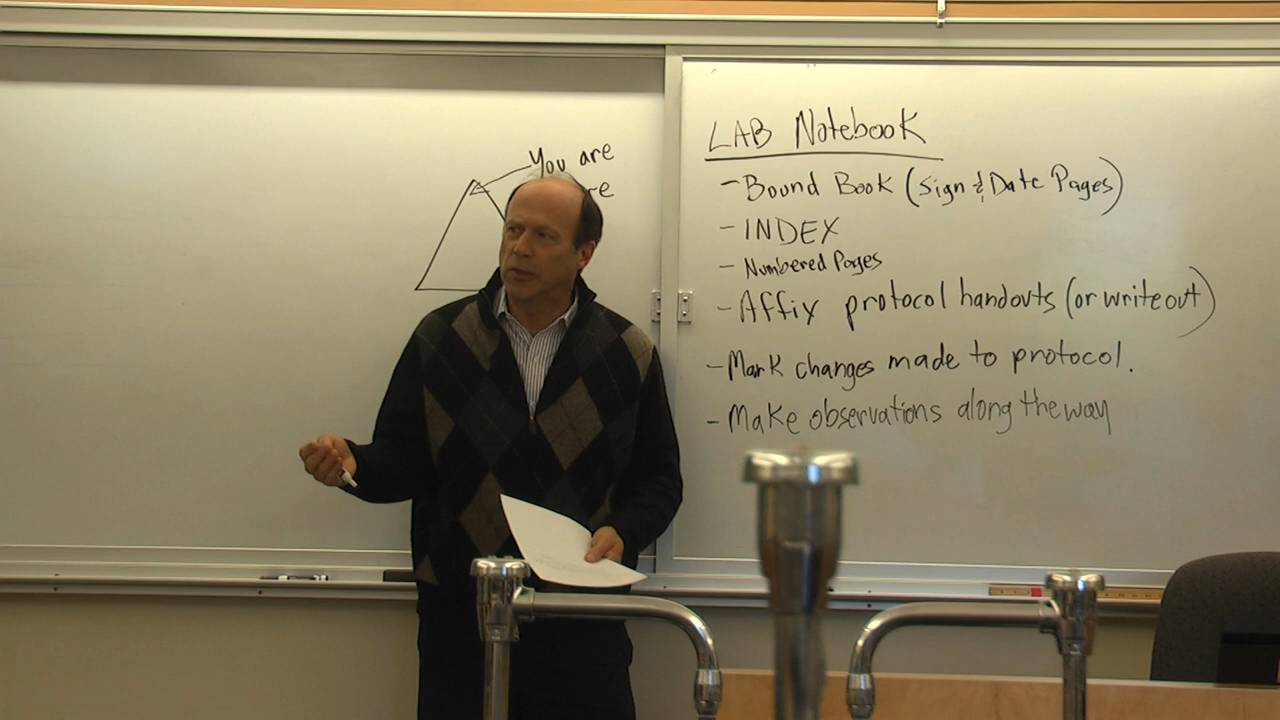 You are
re
LAB Notebook
- Bound Book (Sign & Date Pages)
- INDEX
- Numbered Pages
- Affix protocol handouts (or write out)
- Mark changes made to protocol.
- Make observations along the way